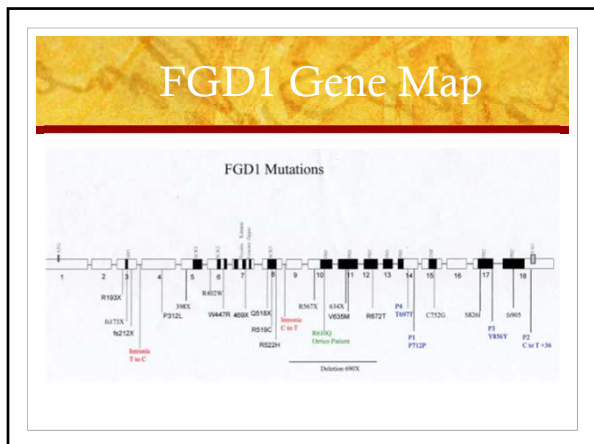 FGD1 Gene Map
FGD1 Mutations
1 2 3 4 5 6 7 8 9 10 11 12 13 14 15 16 17 18
R193X
fs173X
fs212X
Intronic
T to C
P312L
398X
R402W
W447R
469X
Q518X
R519C
R522H
Intronic
C to T
R567X
R610Q
634X
V635M
R672T
P4
T697T
P1
P712P
C752G
S826I
P3
Y856Y
P2
C to T +36
Patient
Deletion 690X